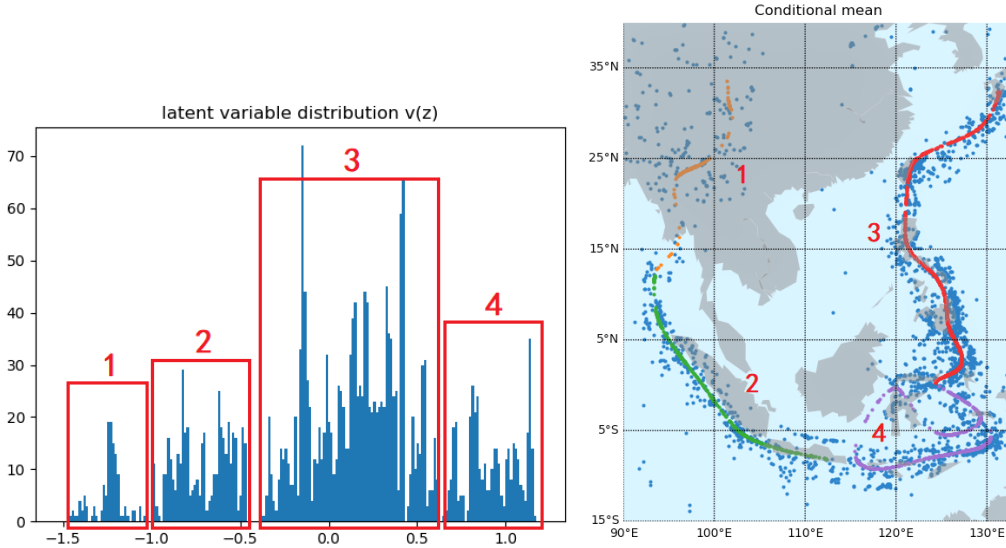 latent variable distribution v(z)
70
60
50
40
30
20
10
0
-1.5
-1.0
-0.5
0.0
0.5
1.0
1
2
3
4
Conditional mean
35°N
25°N
15°N
5°N
5°S
15°S
90°E
100°E
110°E
120°E
130°E
1
2
3
4